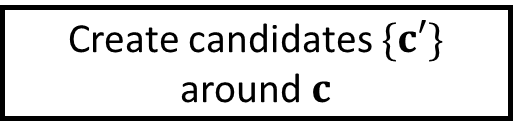 Create candidates {𝐜′}
around 𝐜